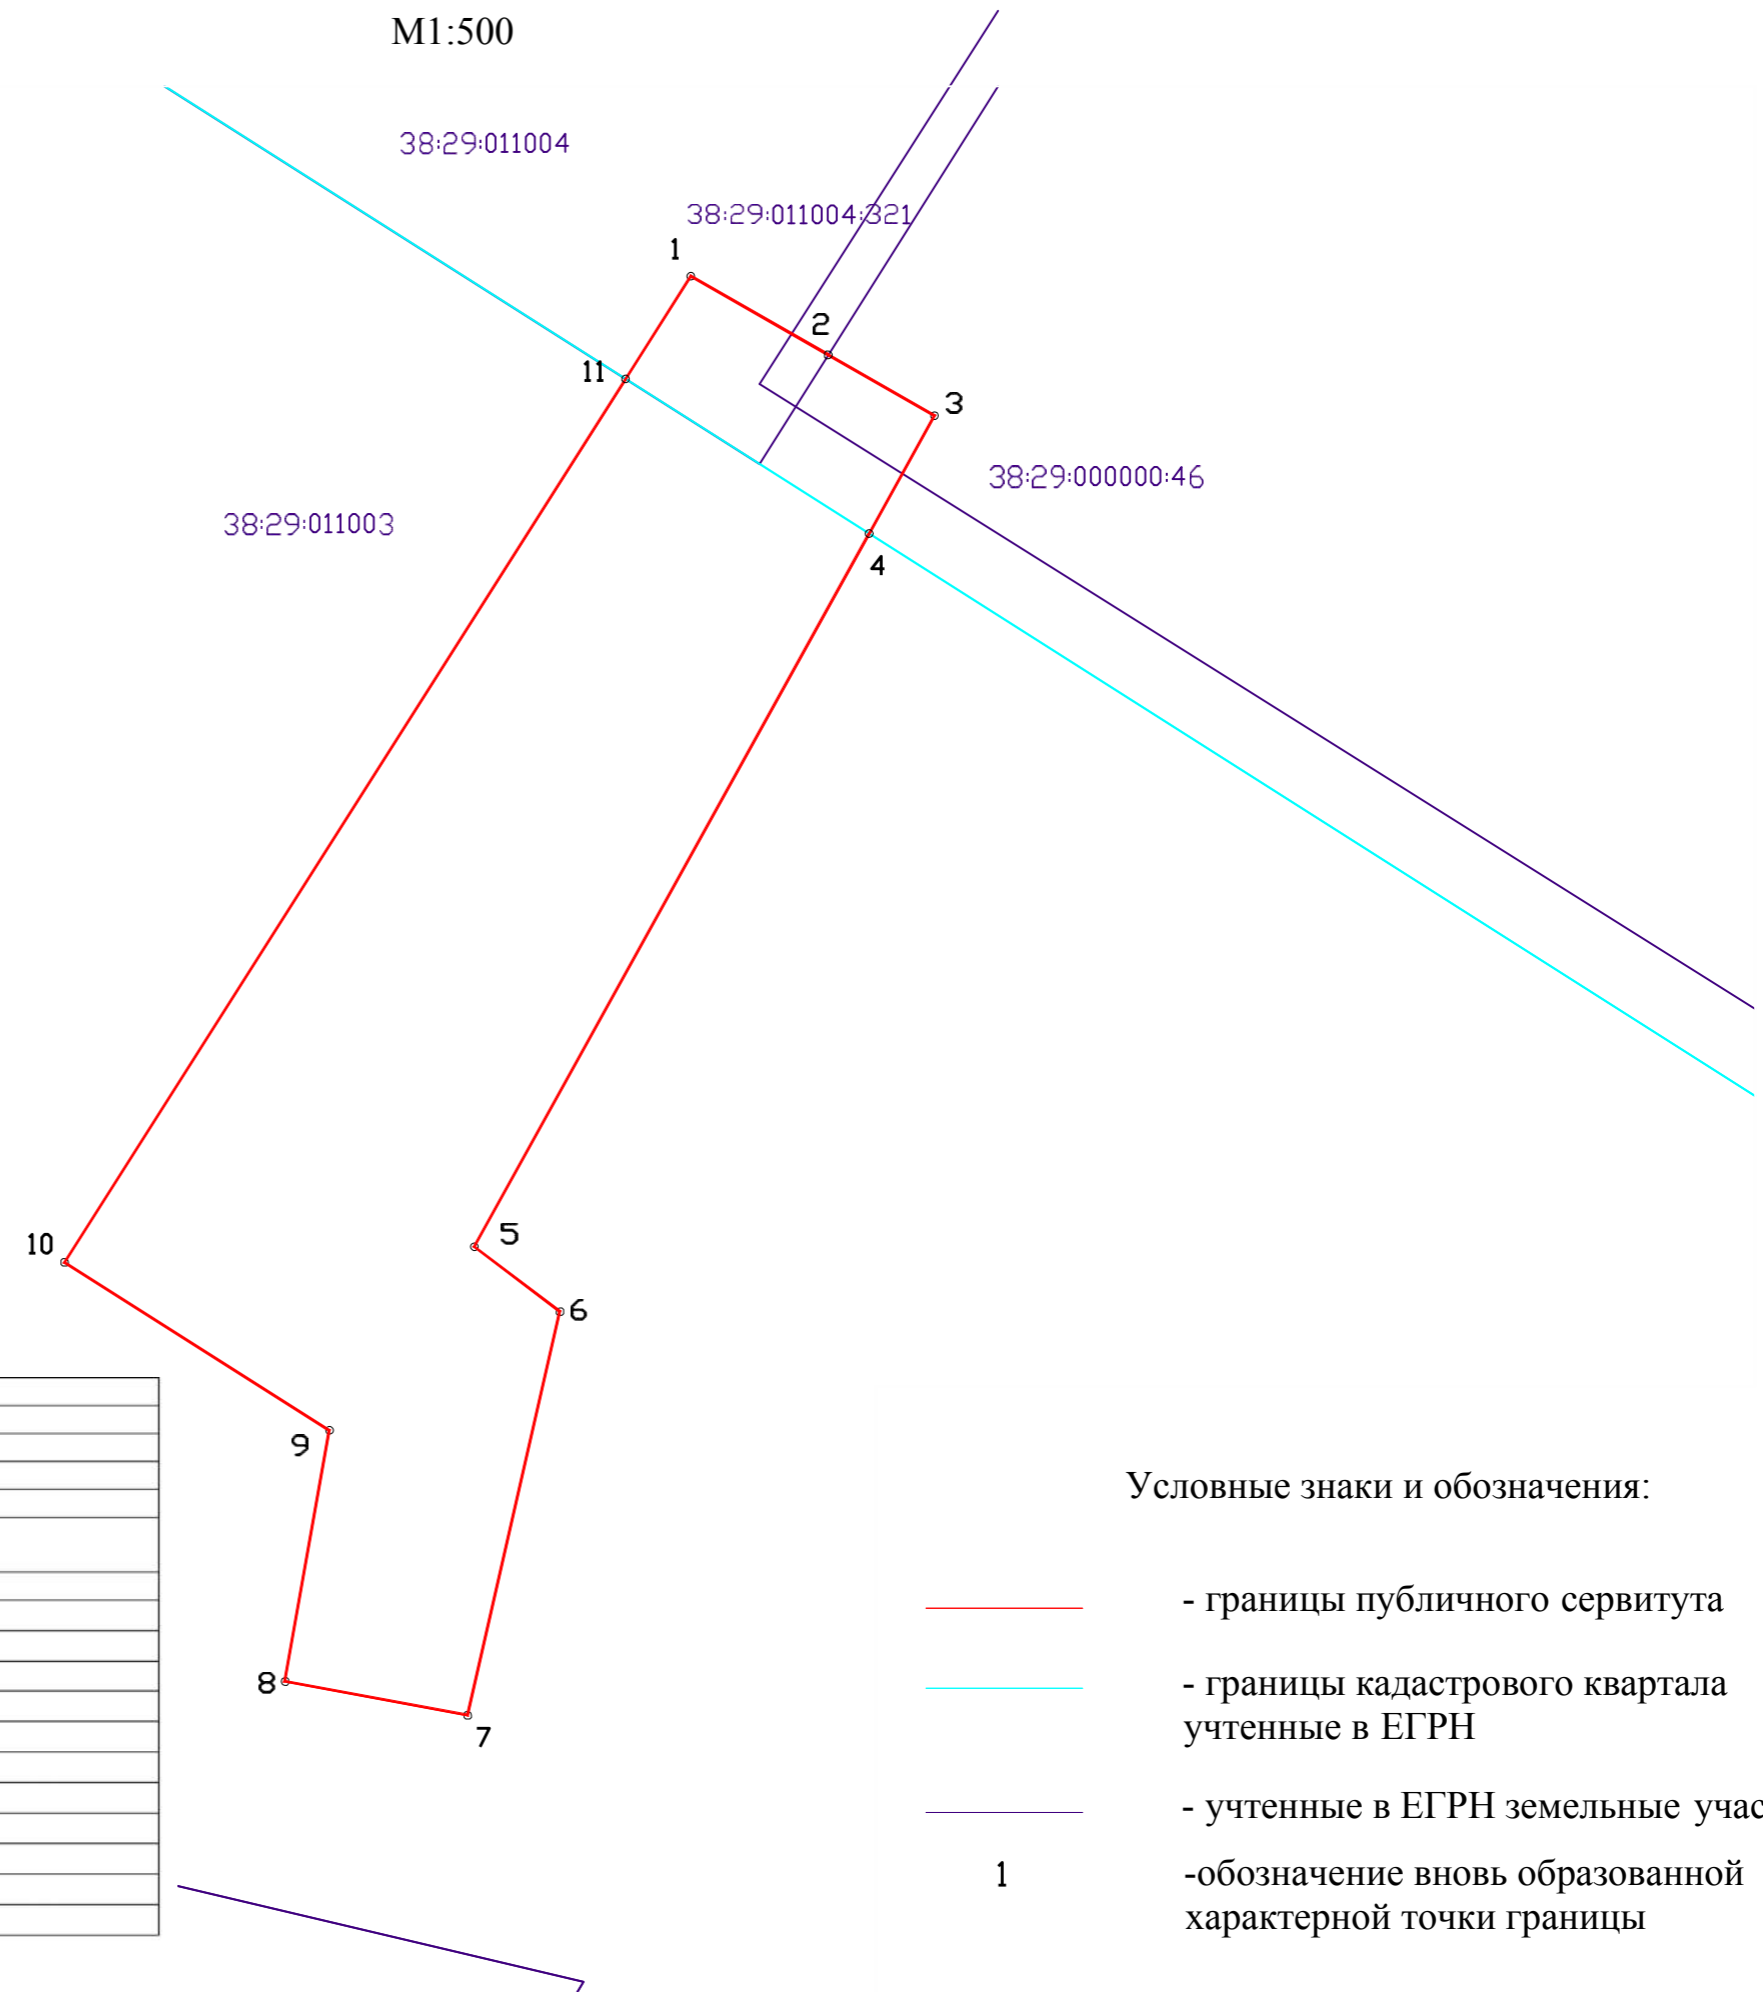 М1:500
38:29:011004
38:29:011004:321
1
2
11
3
38:29:000000:46
38:29:011003
4
5
10
6
9
Условные знаки и обозначения:
- границы публичного сервитута
8
- границы кадастрового квартала
учтенные в ЕГРН
7
- учтенные в ЕГРН земельные учас
1
-обозначение вновь образованной
характерной точки границы